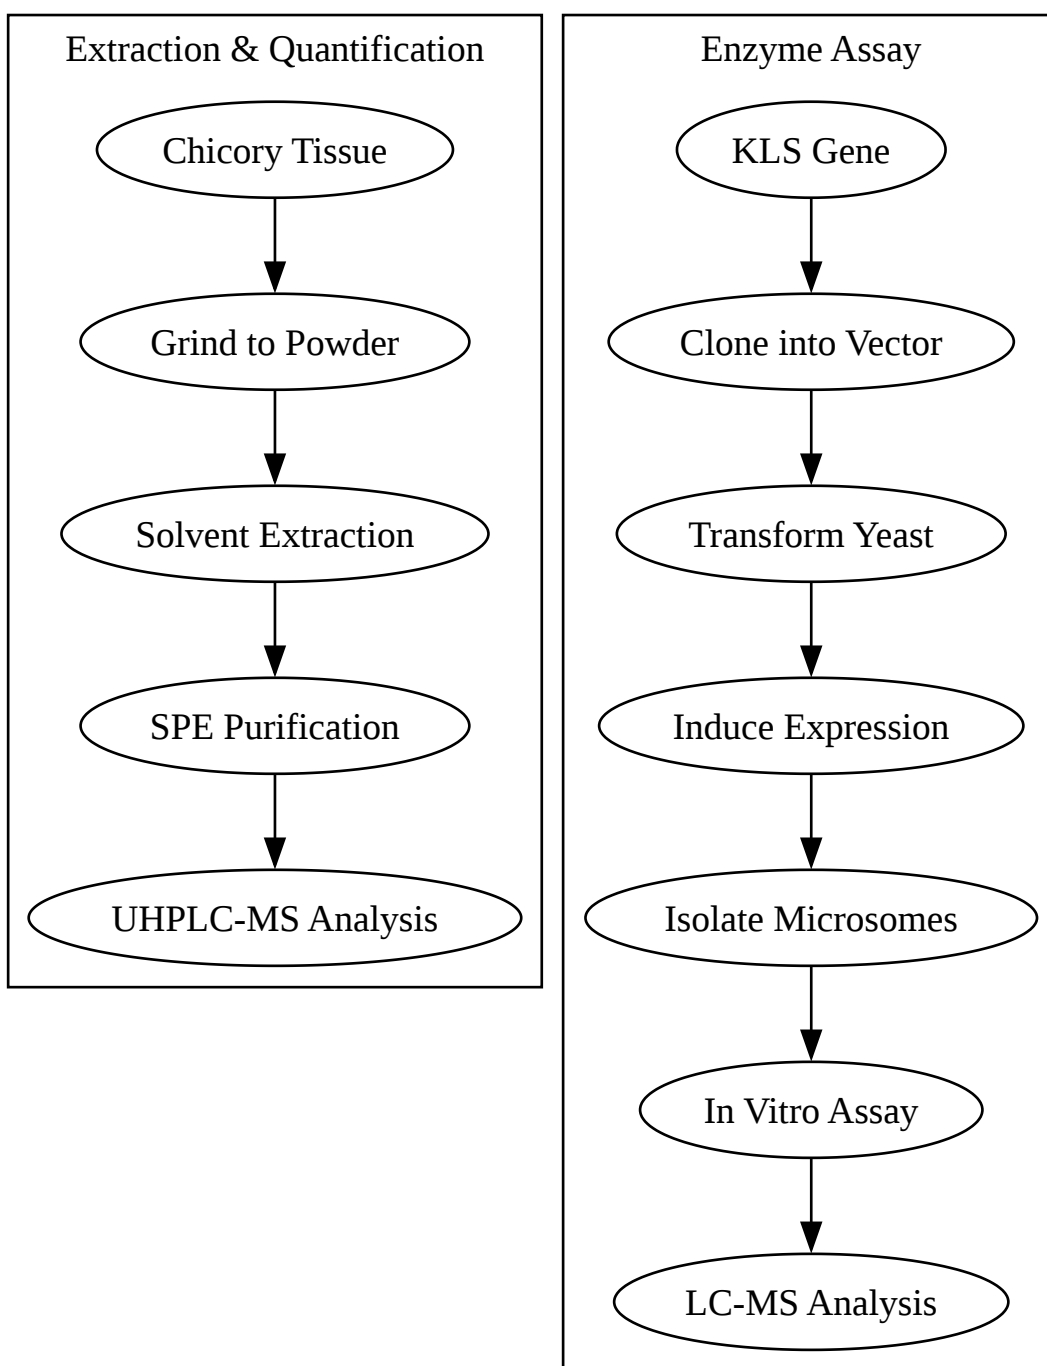 Extraction & Quantification
Chicory Tissue
Grind to Powder
Solvent Extraction
SPE Purification
UHPLC-MS Analysis
Enzyme Assay
KLS Gene
Clone into Vector
Transform Yeast
Induce Expression
Isolate Microsomes
In Vitro Assay
LC-MS Analysis